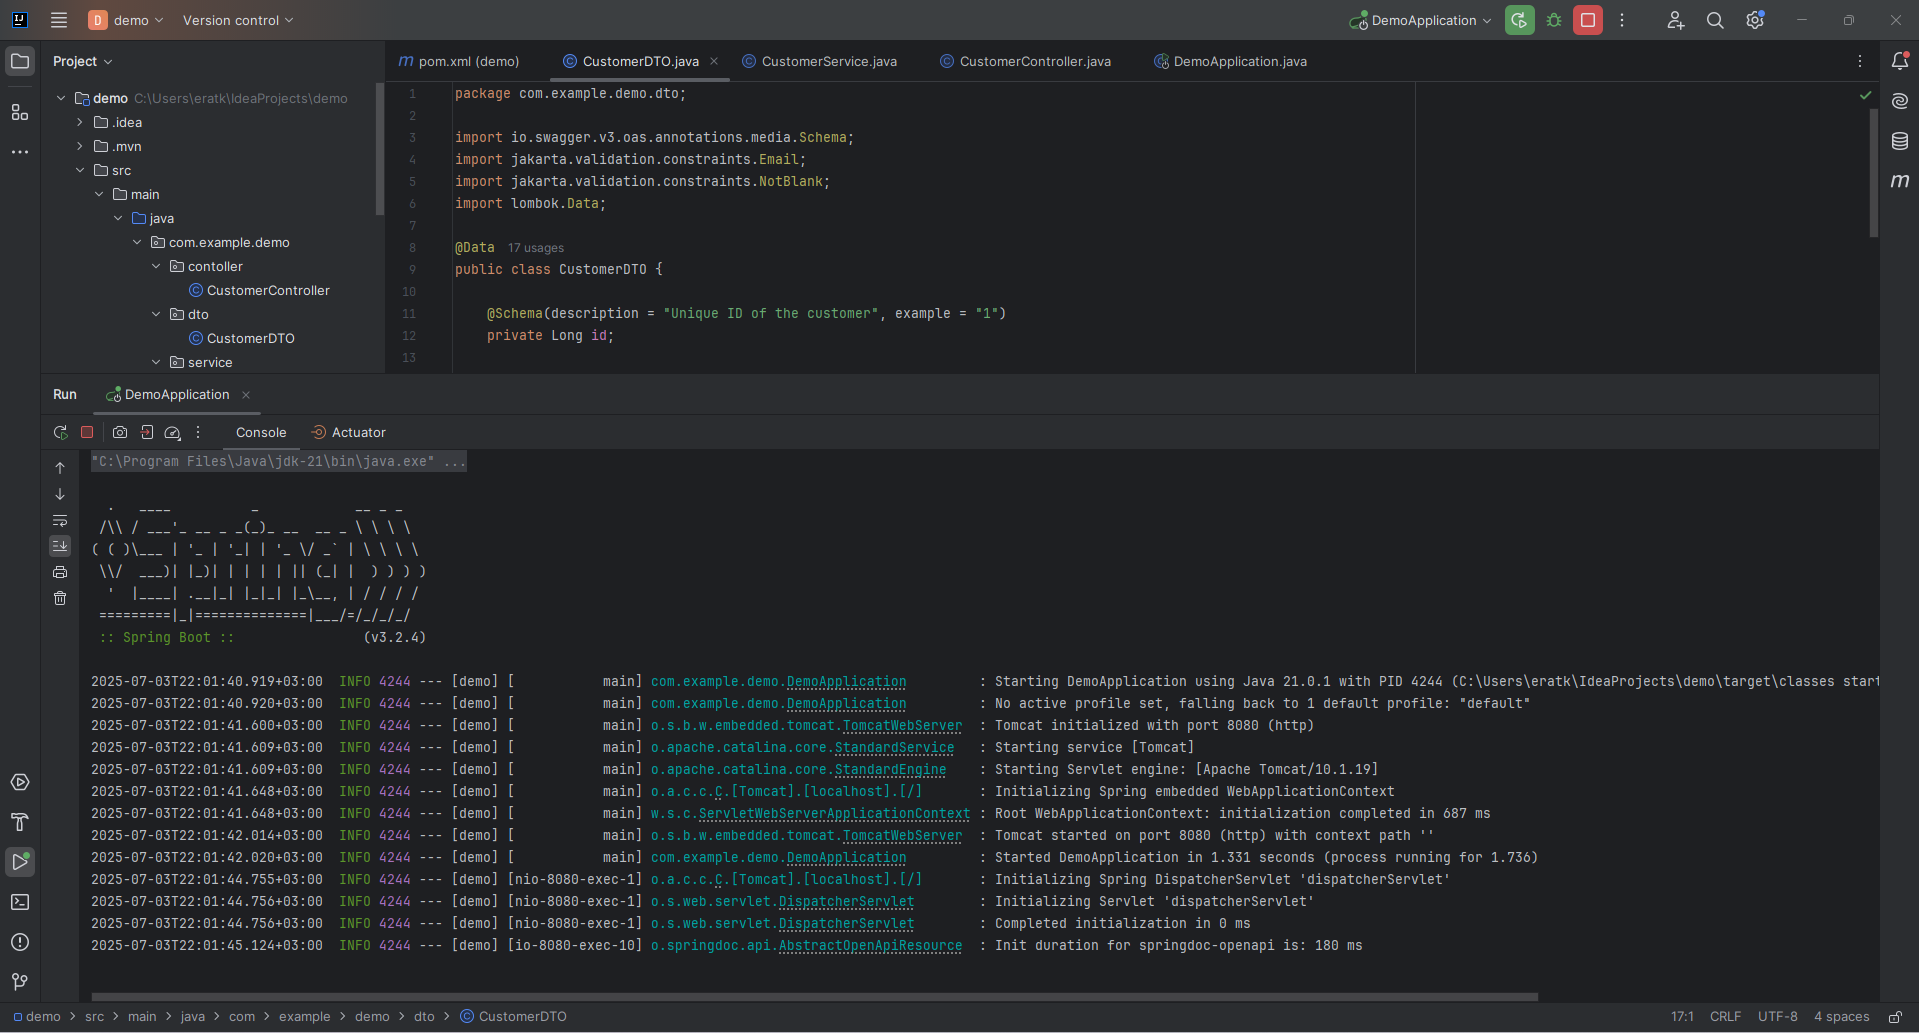 D demo Version control DemoApplication
Project
demo C:\Users\eratk\IdeaProjects\demo
.idea
.mvn
src
main
java
com.example.demo
contoller
CustomerController
dto
CustomerDTO
service
m pom.xml (demo) CustomerDTO.java CustomerService.java CustomerController.java DemoApplication.java
1 package com.example.demo.dto;
2
3 import io.swagger.v3.oas.annotations.media.Schema;
4 import jakarta.validation.constraints.Email;
5 import jakarta.validation.constraints.NotBlank;
6 import lombok.Data;
7
8 @Data 17 usages
9 public class CustomerDTO {
10
11 @Schema(description = "Unique ID of the customer", example = "1")
12 private Long id;
13
Run DemoApplication
Console Actuator
"C:\Program Files\Java\jdk-21\bin\java.exe" ...
  .   ____          _            __ _ _
 /\\ / ___'_ __ _ _(_)_ __  __ _ \ \ \ \
( ( )\___ | '_ | '_| | '_ \/ _` | \ \ \ \
 \\/  ___)| |_)| | | | | || (_| |  ) ) ) )
  '  |____| .__|_| |_|_| |_\__, | / / / /
 =========|_|==============|___/=/_/_/_/
 :: Spring Boot ::                (v3.2.4)
2025-07-03T22:01:40.919+03:00  INFO 4244 --- [demo] [           main] com.example.demo.DemoApplication         : Starting DemoApplication using Java 21.0.1 with PID 4244 (C:\Users\eratk\IdeaProjects\demo\target\classes start
2025-07-03T22:01:40.920+03:00  INFO 4244 --- [demo] [           main] com.example.demo.DemoApplication         : No active profile set, falling back to 1 default profile: "default"
2025-07-03T22:01:41.600+03:00  INFO 4244 --- [demo] [           main] o.s.b.w.embedded.tomcat.TomcatWebServer  : Tomcat initialized with port 8080 (http)
2025-07-03T22:01:41.609+03:00  INFO 4244 --- [demo] [           main] o.apache.catalina.core.StandardService   : Starting service [Tomcat]
2025-07-03T22:01:41.609+03:00  INFO 4244 --- [demo] [           main] o.apache.catalina.core.StandardEngine    : Starting Servlet engine: [Apache Tomcat/10.1.19]
2025-07-03T22:01:41.648+03:00  INFO 4244 --- [demo] [           main] o.a.c.c.C.[Tomcat].[localhost].[/]       : Initializing Spring embedded WebApplicationContext
2025-07-03T22:01:41.648+03:00  INFO 4244 --- [demo] [           main] w.s.c.ServletWebServerApplicationContext : Root WebApplicationContext: initialization completed in 687 ms
2025-07-03T22:01:42.014+03:00  INFO 4244 --- [demo] [           main] o.s.b.w.embedded.tomcat.TomcatWebServer  : Tomcat started on port 8080 (http) with context path ''
2025-07-03T22:01:42.020+03:00  INFO 4244 --- [demo] [           main] com.example.demo.DemoApplication         : Started DemoApplication in 1.331 seconds (process running for 1.736)
2025-07-03T22:01:44.755+03:00  INFO 4244 --- [demo] [nio-8080-exec-1] o.a.c.c.C.[Tomcat].[localhost].[/]       : Initializing Spring DispatcherServlet 'dispatcherServlet'
2025-07-03T22:01:44.756+03:00  INFO 4244 --- [demo] [nio-8080-exec-1] o.s.web.servlet.DispatcherServlet        : Initializing Servlet 'dispatcherServlet'
2025-07-03T22:01:44.756+03:00  INFO 4244 --- [demo] [nio-8080-exec-1] o.s.web.servlet.DispatcherServlet        : Completed initialization in 0 ms
2025-07-03T22:01:45.124+03:00  INFO 4244 --- [demo] [io-8080-exec-10] o.springdoc.api.AbstractOpenApiResource  : Init duration for springdoc-openapi is: 180 ms
demo > src > main > java > com > example > demo > dto > CustomerDTO 17:1 CRLF UTF-8 4 spaces